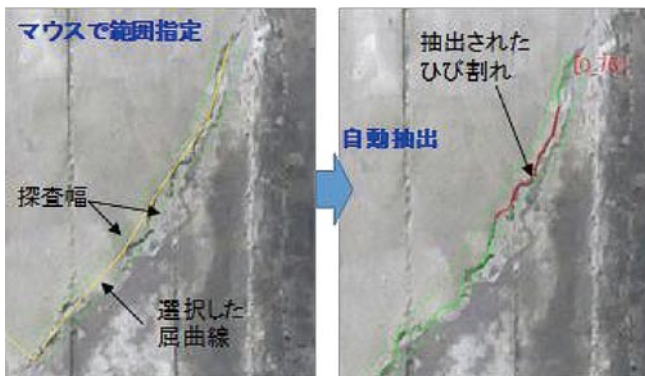 マウスで範囲指定
探査幅
選択した
屈曲線
自動抽出
抽出された
ひび割れ